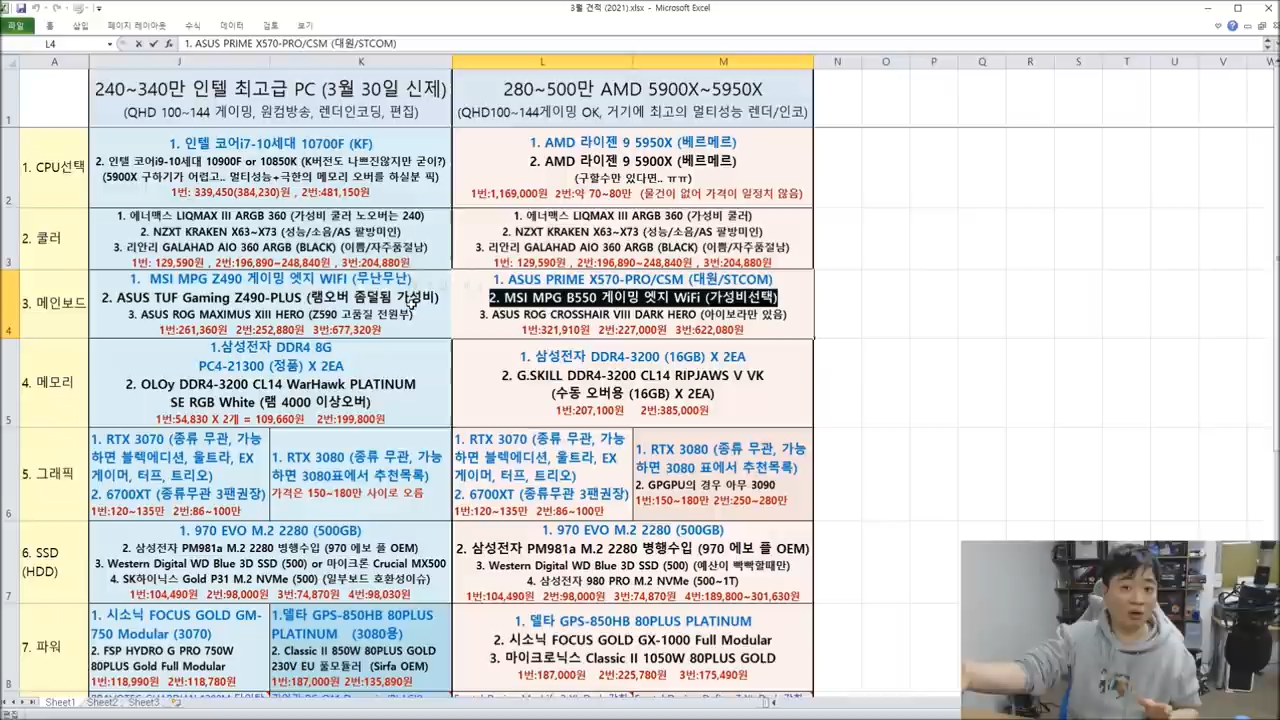 3월 견적 (2021).xlsx - Microsoft Excel
파일 홈 삽입 페이지 레이아웃 수식 데이터 검토 보기
L4 1. ASUS PRIME X570-PRO/CSM (대원/STCOM)
A J K L M N O P Q R S T U V W
1 240~340만 인텔 최고급 PC (3월 30일 신제) 280~500만 AMD 5900X~5950X
(QHD 100~144 게이밍, 원컴방송, 렌더인코딩, 편집) (QHD100~144게이밍 OK, 거기에 최고의 멀티성능 렌더/인코)
2 1. CPU선택
1. 인텔 코어i7-10세대 10700F (KF)
2. 인텔 코어i9-10세대 10900F or 10850K (K버전도 나쁘진않지만 굳이?)
(5900X 구하기가 어렵고.. 멀티성능+극한의 메모리 오버를 하실분 픽)
1번: 339,450(384,230)원 , 2번:481,150원
1. AMD 라이젠 9 5950X (베르메르)
2. AMD 라이젠 9 5900X (베르메르)
(구할수만 있다면.. ㅠㅠ)
1번:1,169,000원 2번:약 70~80만 (물건이 없어 가격이 일정치 않음)
3 2. 쿨러
1. 에너맥스 LIQMAX III ARGB 360 (가성비 쿨러 노오버는 240)
2. NZXT KRAKEN X63~X73 (성능/소음/AS 팔방미인)
3. 리안리 GALAHAD AIO 360 ARGB (BLACK) (이쁨/자주품절남)
1번: 129,590원 , 2번:196,890~248,840원 , 3번:204,880원
1. 에너맥스 LIQMAX III ARGB 360 (가성비 쿨러)
2. NZXT KRAKEN X63~X73 (성능/소음/AS 팔방미인)
3. 리안리 GALAHAD AIO 360 ARGB (BLACK) (이쁨/자주품절남)
1번: 129,590원 , 2번:196,890~248,840원 , 3번:204,880원
4 3. 메인보드
1. MSI MPG Z490 게이밍 엣지 WIFI (무난무난)
2. ASUS TUF Gaming Z490-PLUS (램오버 좀덜됨 가성비)
3. ASUS ROG MAXIMUS XIII HERO (Z590 고품질 전원부)
1번:261,360원 2번:252,880원 3번:677,320원
1. ASUS PRIME X570-PRO/CSM (대원/STCOM)
2. MSI MPG B550 게이밍 엣지 WiFi (가성비선택)
3. ASUS ROG CROSSHAIR VIII DARK HERO (아이보라만 있음)
1번:321,910원 2번:227,000원 3번:622,080원
5 4. 메모리
1.삼성전자 DDR4 8G
PC4-21300 (정품) X 2EA
2. OLOy DDR4-3200 CL14 WarHawk PLATINUM
SE RGB White (램 4000 이상오버)
1번:54,830 X 2개 = 109,660원 2번:199,800원
1. 삼성전자 DDR4-3200 (16GB) X 2EA
2. G.SKILL DDR4-3200 CL14 RIPJAWS V VK
(수동 오버용 (16GB) X 2EA)
1번:207,100원 2번:385,000원
6 5. 그래픽
1. RTX 3070 (종류 무관, 가능
하면 블렉에디션, 울트라, EX
게이머, 터프, 트리오)
2. 6700XT (종류무관 3팬권장)
1번:120~135만 2번:86~100만
1. RTX 3080 (종류 무관, 가능
하면 3080표에서 추천목록)
가격은 150~180만 사이로 오름
1. RTX 3070 (종류 무관, 가능
하면 블렉에디션, 울트라, EX
게이머, 터프, 트리오)
2. 6700XT (종류무관 3팬권장)
1번:120~135만 2번:86~100만
1. RTX 3080 (종류 무관, 가능
하면 3080 표에서 추천목록)
2. GPGPU의 경우 아무 3090
1번:150~180만 2번:250~280만
7 6. SSD
(HDD)
1. 970 EVO M.2 2280 (500GB)
2. 삼성전자 PM981a M.2 2280 병행수입 (970 에보 플 OEM)
3. Western Digital WD Blue 3D SSD (500) or 마이크론 Crucial MX500
4. SK하이닉스 Gold P31 M.2 NVMe (500) (일부보드 호환성이슈)
1번:104,490원 2번:98,000원 3번:74,870원 4번:98,030원
1. 970 EVO M.2 2280 (500GB)
2. 삼성전자 PM981a M.2 2280 병행수입 (970 에보 플 OEM)
3. Western Digital WD Blue 3D SSD (500) (예산이 빡빡할때만)
4. 삼성전자 980 PRO M.2 NVMe (500~1T)
1번:104,490원 2번:98,000원 3번:74,870원 4번:189,800~301,630원
8 7. 파워
1. 시소닉 FOCUS GOLD GM-
750 Modular (3070)
2. FSP HYDRO G PRO 750W
80PLUS Gold Full Modular
1번:118,990원 2번:118,780원
1.델타 GPS-850HB 80PLUS
PLATINUM (3080용)
2. Classic II 850W 80PLUS GOLD
230V EU 풀모듈러 (Sirfa OEM)
1번:187,000원 2번:135,890원
1. 델타 GPS-850HB 80PLUS PLATINUM
2. 시소닉 FOCUS GOLD GX-1000 Full Modular
3. 마이크로닉스 Classic II 1050W 80PLUS GOLD
1번:187,000원 2번:225,780원 3번:175,490원
Sheet1 Sheet2 Sheet3